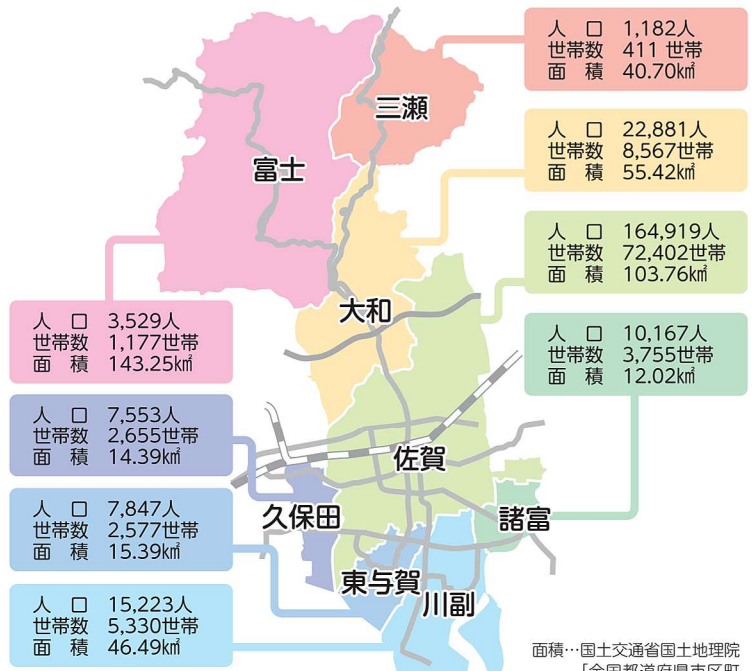 人 口 1,182人
世帯数 411 世帯
面 積 40.70㎢
三瀬
人 口 22,881人
世帯数 8,567世帯
面 積 55.42㎢
富士
人 口 164,919人
世帯数 72,402世帯
面 積 103.76㎢
大和
人 口 3,529人
世帯数 1,177世帯
面 積 143.25㎢
人 口 10,167人
世帯数 3,755世帯
面 積 12.02㎢
人 口 7,553人
世帯数 2,655世帯
面 積 14.39㎢
佐賀
久保田
諸富
人 口 7,847人
世帯数 2,577世帯
面 積 15.39㎢
東与賀
川副
人 口 15,223人
世帯数 5,330世帯
面 積 46.49㎢
面積…国土交通省国土地理院
「全国都道府県市区町